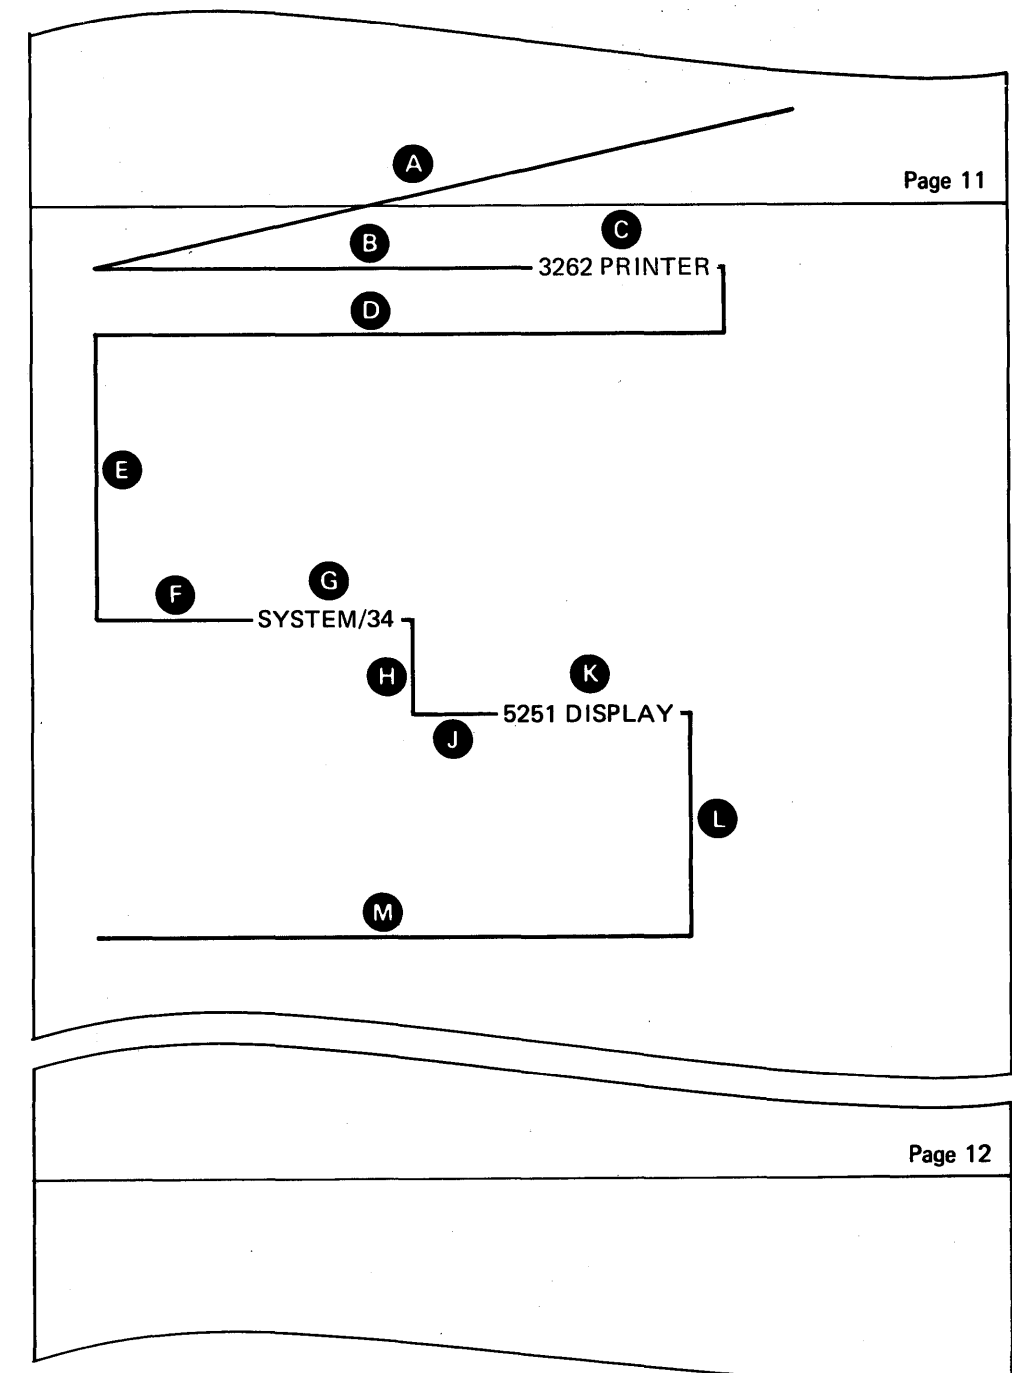 A
Page 11
B
C
3262 PRINTER
D
E
F
G
SYSTEM/34
H
K
5251 DISPLAY
J
L
M
Page 12